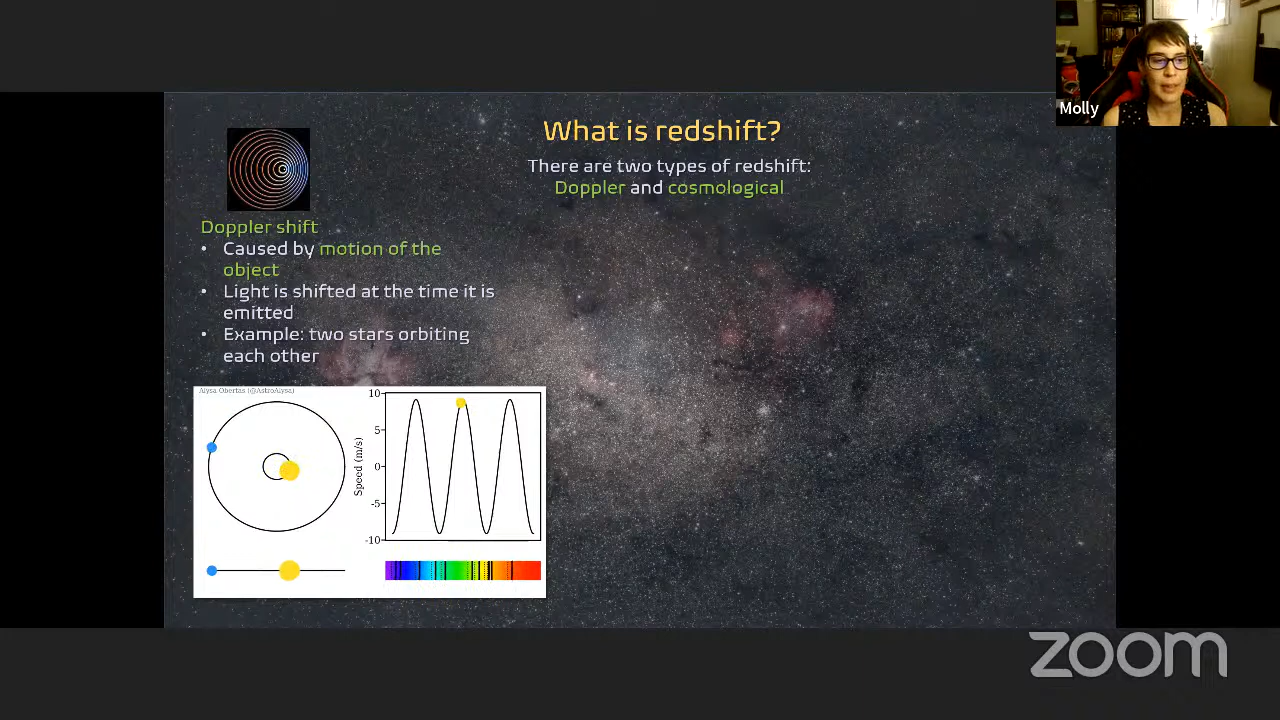 Molly
What is redshift?
There are two types of redshift:
Doppler and cosmological
Doppler shift
• Caused by motion of the
object
• Light is shifted at the time it is
emitted
• Example: two stars orbiting
each other
Alysa Obertas (@AstroAlysa)
Speed (m/s)
10
5
0
-5
-10
zoom